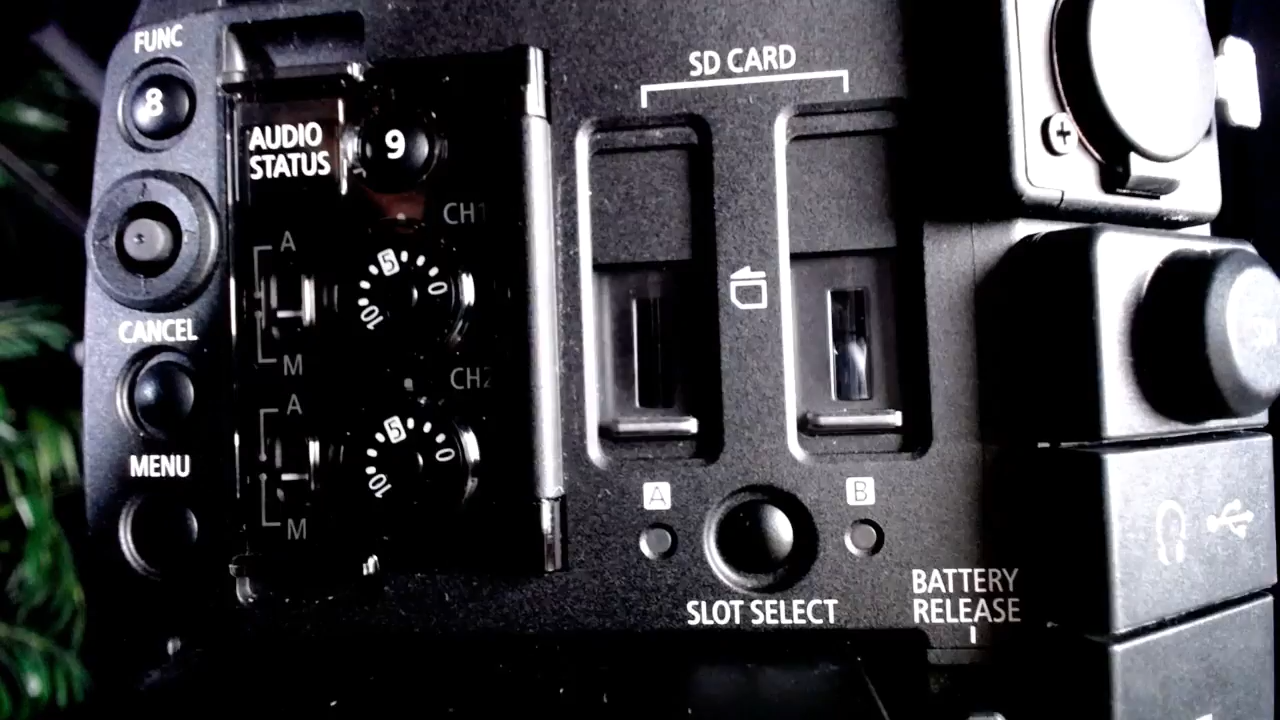 FUNC
8
SD CARD
AUDIO
STATUS
9
CH1
A
5
0
10
M
CANCEL
CH2
A
5
0
10
M
MENU
A
B
SLOT SELECT
BATTERY
RELEASE